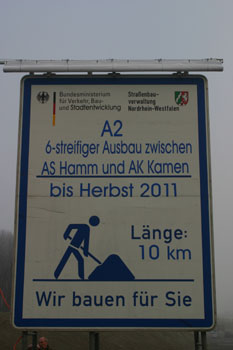 Bundesministerium
für Verkehr, Bau-
und Stadtentwicklung
Straßenbau-
verwaltung
Nordrhein-Westfalen
A2
6-streifiger Ausbau zwischen
AS Hamm und AK Kamen
bis Herbst 2011
Länge:
10 km
Wir bauen für Sie